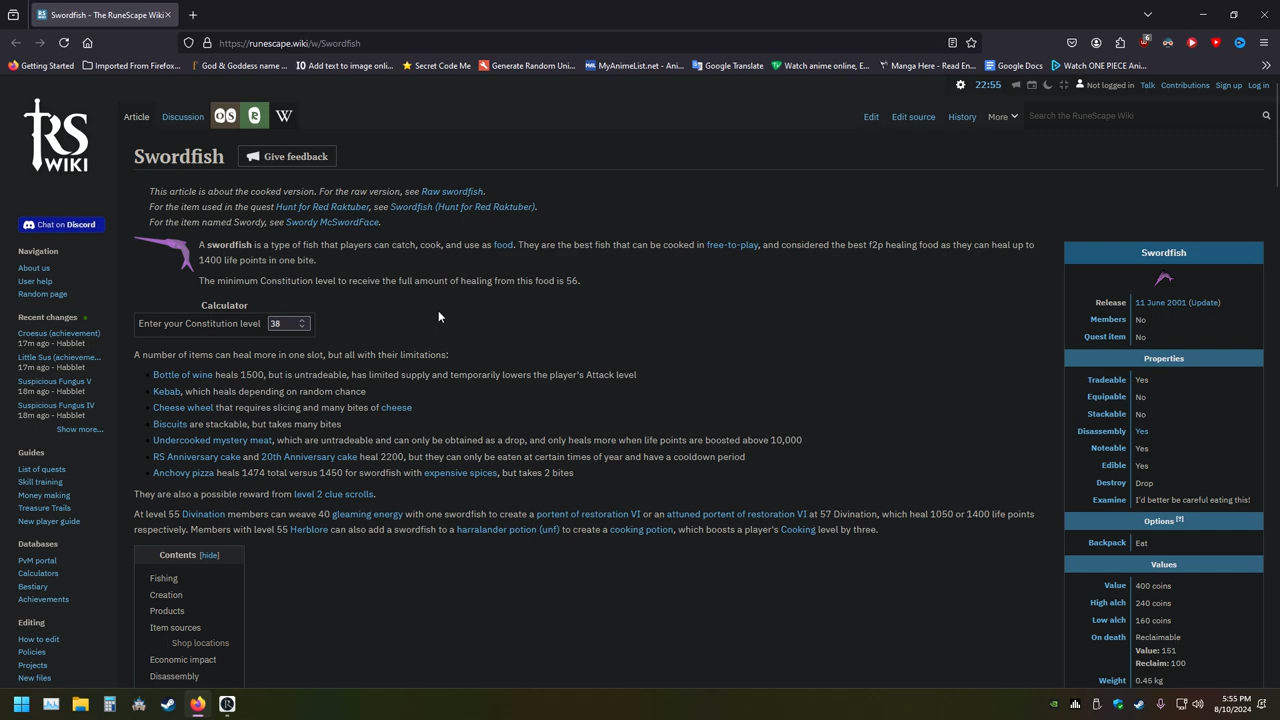 Swordfish - The RuneScape Wiki
https://runescape.wiki/w/Swordfish
6
Getting Started
Imported From Firefox...
God & Goddess name ...
IO Add text to image onli...
Secret Code Me
Generate Random Uni...
MyAnimeList.net - Ani...
Google Translate
Watch anime online, E...
Manga Here - Read En...
Google Docs
Watch ONE PIECE Ani...
22:55
Not logged in
Talk
Contributions
Sign up
Log in
RS
WIKI
Article
Discussion
OS
R
W
Edit
Edit source
History
More
Search the RuneScape Wiki
Swordfish
Give feedback
This article is about the cooked version. For the raw version, see Raw swordfish.
For the item used in the quest Hunt for Red Raktuber, see Swordfish (Hunt for Red Raktuber).
For the item named Swordy, see Swordy McSwordFace.
A swordfish is a type of fish that players can catch, cook, and use as food. They are the best fish that can be cooked in free-to-play, and considered the best f2p healing food as they can heal up to
1400 life points in one bite.
The minimum Constitution level to receive the full amount of healing from this food is 56.
Calculator
Enter your Constitution level 38
A number of items can heal more in one slot, but all with their limitations:
Bottle of wine heals 1500, but is untradeable, has limited supply and temporarily lowers the player's Attack level
Kebab, which heals depending on random chance
Cheese wheel that requires slicing and many bites of cheese
Biscuits are stackable, but takes many bites
Undercooked mystery meat, which are untradeable and can only be obtained as a drop, and only heals more when life points are boosted above 10,000
RS Anniversary cake and 20th Anniversary cake heal 2200, but they can only be eaten at certain times of year and have a cooldown period
Anchovy pizza heals 1474 total versus 1450 for swordfish with expensive spices, but takes 2 bites
They are also a possible reward from level 2 clue scrolls.
At level 55 Divination members can weave 40 gleaming energy with one swordfish to create a portent of restoration VI or an attuned portent of restoration VI at 57 Divination, which heal 1050 or 1400 life points
respectively. Members with level 55 Herblore can also add a swordfish to a harralander potion (unf) to create a cooking potion, which boosts a player's Cooking level by three.
Contents [hide]
Fishing
Creation
Products
Item sources
Shop locations
Economic impact
Disassembly
Chat on Discord
Navigation
About us
User help
Random page
Recent changes
Croesus (achievement)
17m ago - Habblet
Little Sus (achieveme...
17m ago - Habblet
Suspicious Fungus V
18m ago - Habblet
Suspicious Fungus IV
18m ago - Habblet
Show more...
Guides
List of quests
Skill training
Money making
Treasure Trails
New player guide
Databases
PvM portal
Calculators
Bestiary
Achievements
Editing
How to edit
Policies
Projects
New files
Swordfish
Release 11 June 2001 (Update)
Members No
Quest item No
Properties
Tradeable Yes
Equipable No
Stackable No
Disassembly Yes
Noteable Yes
Edible Yes
Destroy Drop
Examine I'd better be careful eating this!
Options [?]
Backpack Eat
Values
Value 400 coins
High alch 240 coins
Low alch 160 coins
On death Reclaimable
Value: 151
Reclaim: 100
Weight 0.45 kg
5:55 PM
8/10/2024